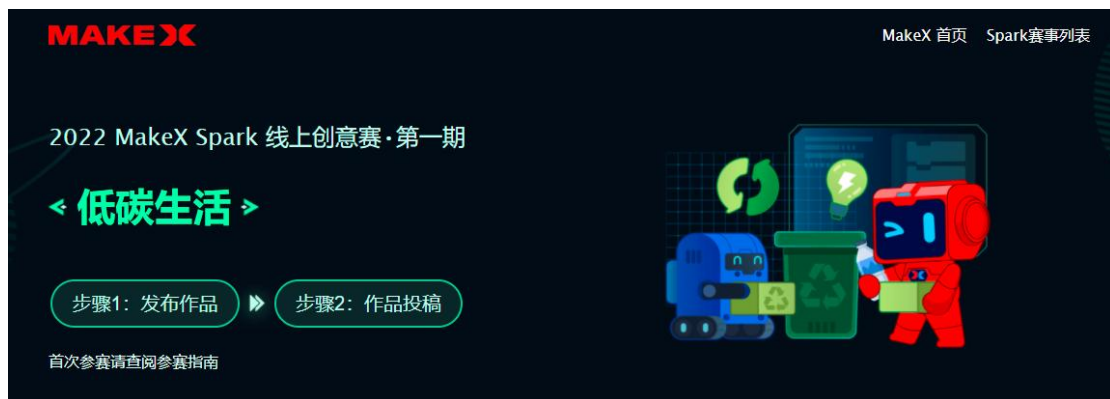 MAKEX
MakeX 首页 Spark赛事列表
2022 MakeX Spark 线上创意赛·第一期
< 低碳生活 >
步骤1：发布作品 步骤2：作品投稿
首次参赛请查阅参赛指南